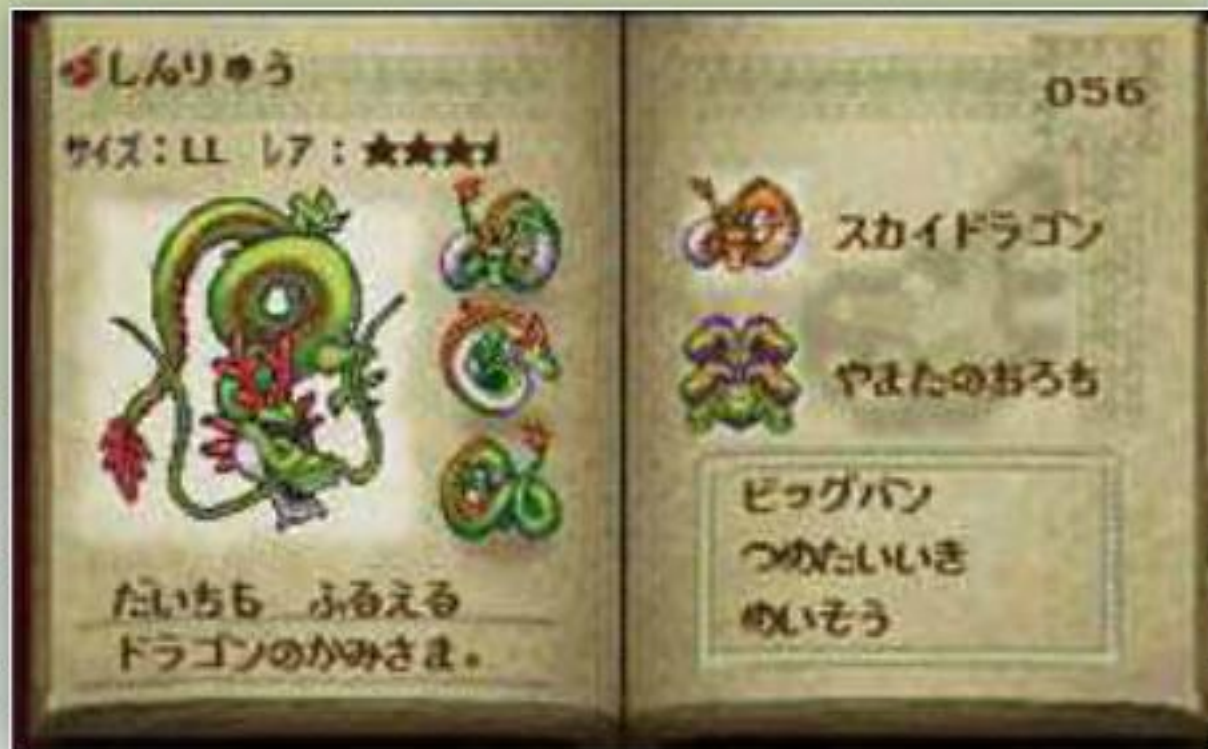 しんりゅう
サイズ：LL レア：★★★
だいちも ふるえる
ドラゴンのかみさま。
056
スカイドラゴン
やまたのおろち
ビッグバン
つめたいいき
めいそう